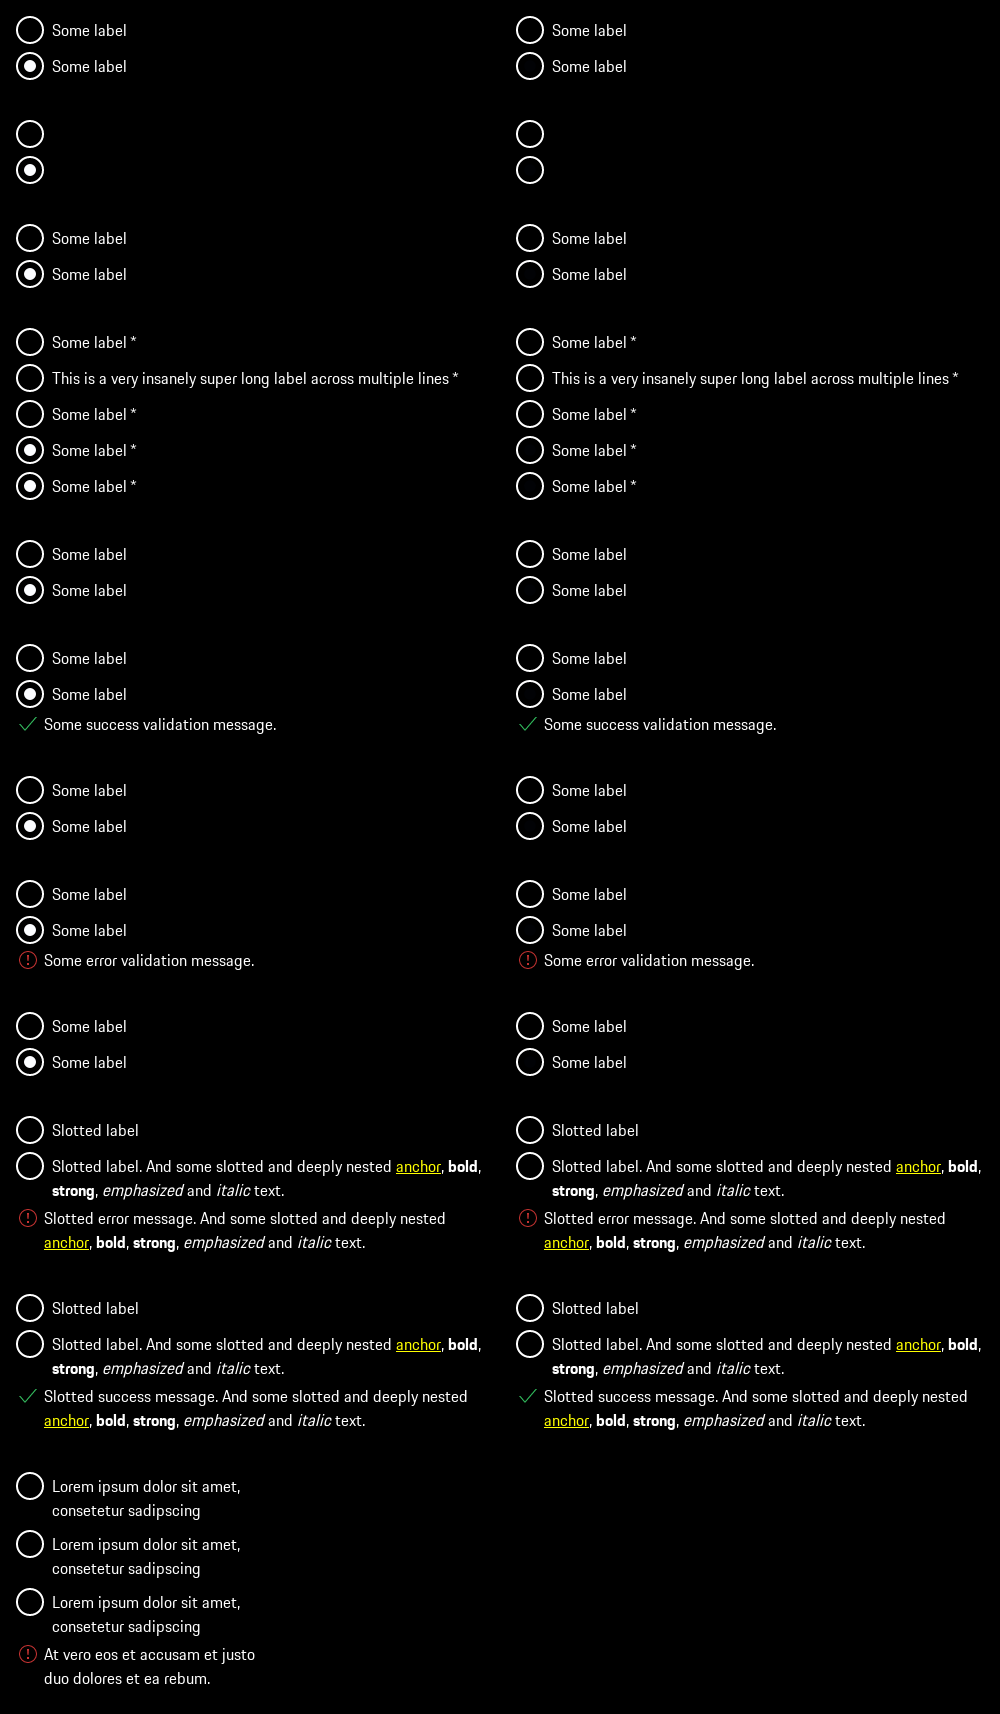 Some label
Some label
Some label
Some label
Some label *
This is a very insanely super long label across multiple lines *
Some label *
Some label *
Some label *
Some label
Some label
Some label
Some label
Some success validation message.
Some label
Some label
Some label
Some label
Some error validation message.
Some label
Some label
Slotted label
Slotted label. And some slotted and deeply nested anchor, bold,
strong, emphasized and italic text.
Slotted error message. And some slotted and deeply nested
anchor, bold, strong, emphasized and italic text.
Slotted label
Slotted label. And some slotted and deeply nested anchor, bold,
strong, emphasized and italic text.
Slotted success message. And some slotted and deeply nested
anchor, bold, strong, emphasized and italic text.
Lorem ipsum dolor sit amet,
consetetur sadipscing
Lorem ipsum dolor sit amet,
consetetur sadipscing
Lorem ipsum dolor sit amet,
consetetur sadipscing
At vero eos et accusam et justo
duo dolores et ea rebum.
Some label
Some label
Some label
Some label
Some label *
This is a very insanely super long label across multiple lines *
Some label *
Some label *
Some label *
Some label
Some label
Some label
Some label
Some success validation message.
Some label
Some label
Some label
Some label
Some error validation message.
Some label
Some label
Slotted label
Slotted label. And some slotted and deeply nested anchor, bold,
strong, emphasized and italic text.
Slotted error message. And some slotted and deeply nested
anchor, bold, strong, emphasized and italic text.
Slotted label
Slotted label. And some slotted and deeply nested anchor, bold,
strong, emphasized and italic text.
Slotted success message. And some slotted and deeply nested
anchor, bold, strong, emphasized and italic text.